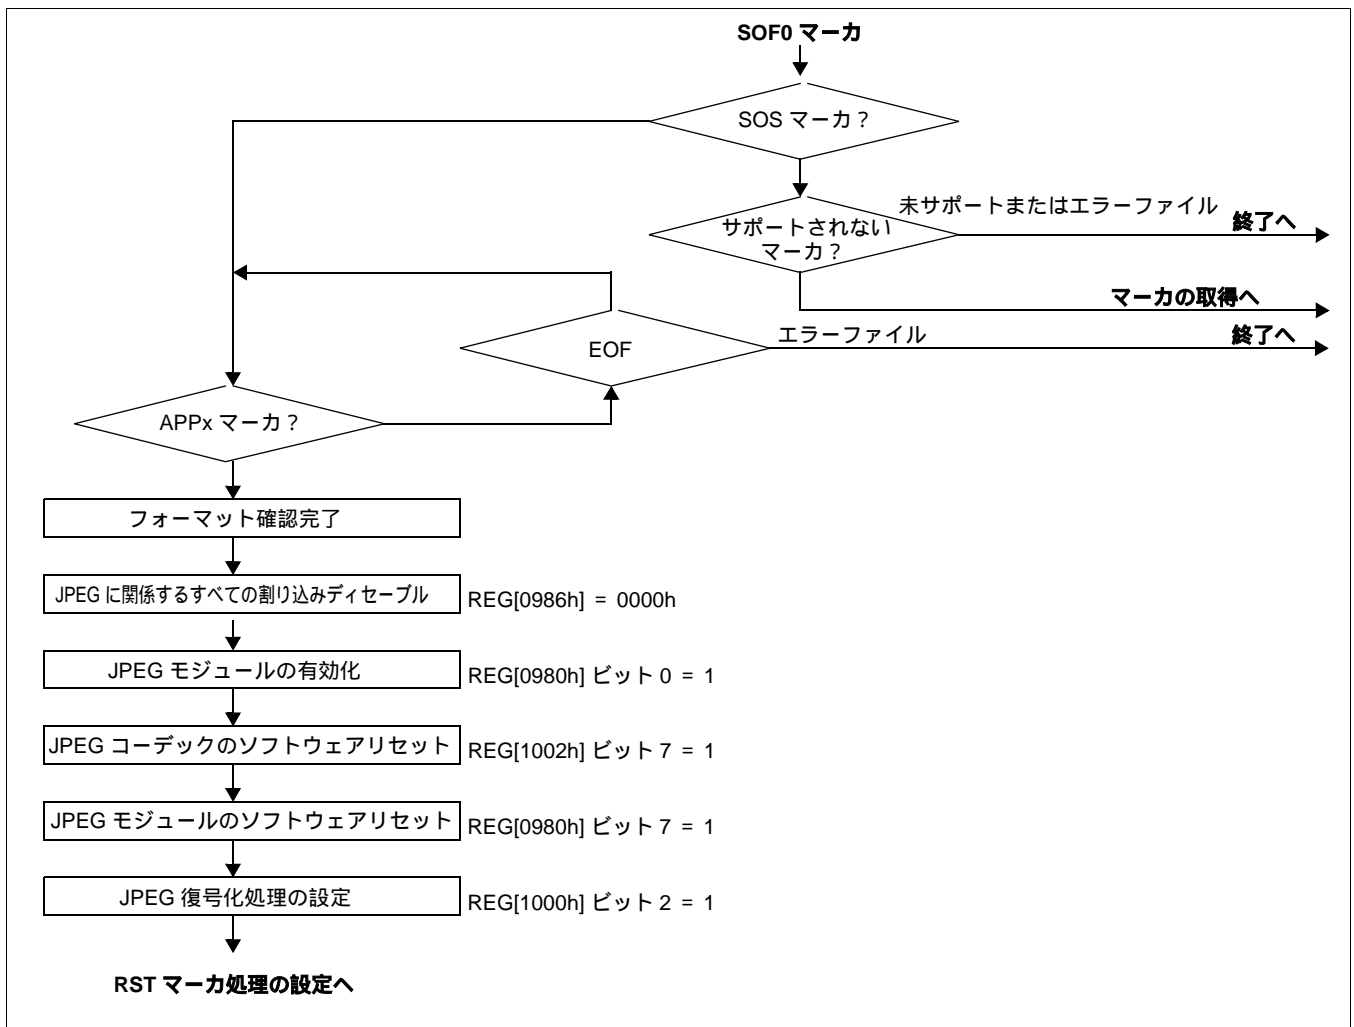 SOF0 マーカ
SOS マーカ？
サポートされない
マーカ？
未サポートまたはエラーファイル
終了へ
マーカの取得へ
EOF
エラーファイル
終了へ
APPx マーカ？
フォーマット確認完了
JPEG に関係するすべての割り込みディセーブル
REG[0986h] = 0000h
JPEG モジュールの有効化
REG[0980h] ビット 0 = 1
JPEG コーデックのソフトウェアリセット
REG[1002h] ビット 7 = 1
JPEG モジュールのソフトウェアリセット
REG[0980h] ビット 7 = 1
JPEG 復号化処理の設定
REG[1000h] ビット 2 = 1
RST マーカ処理の設定へ